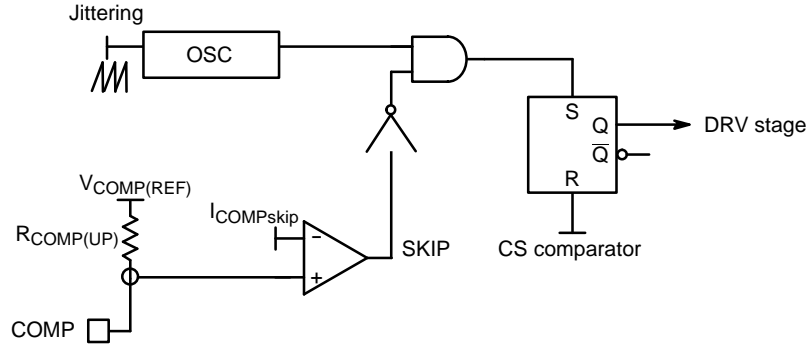 Jittering
OSC
S
Q
DRV stage
Q
R
CS comparator
VCOMP(REF)
RCOMP(UP)
ICOMPskip
−
+
SKIP
COMP